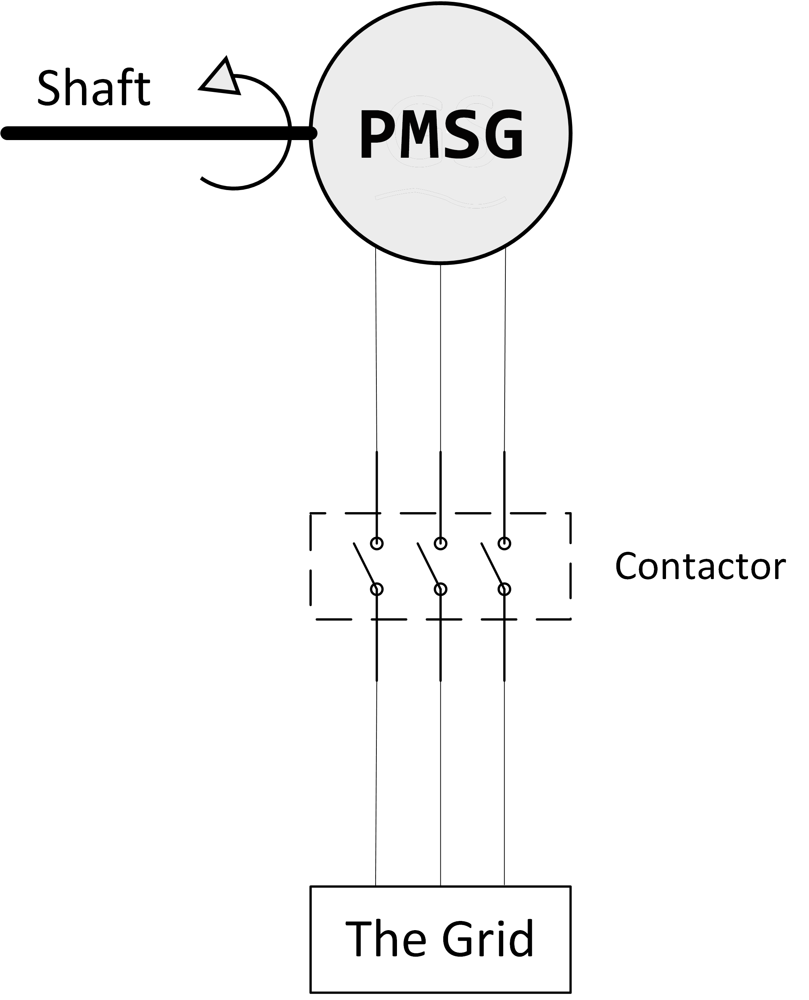 Shaft
PMSG
Contactor
The Grid